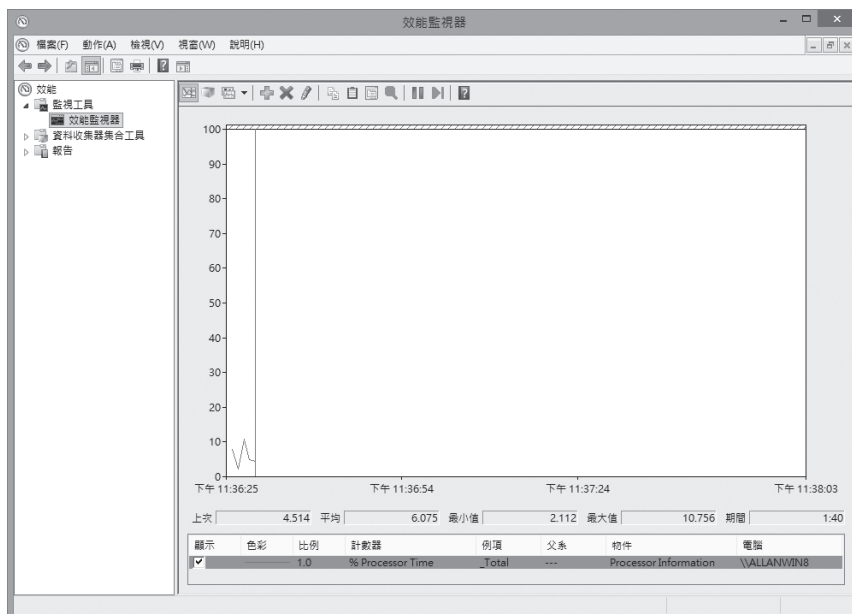 效能監視器
檔案(F) 動作(A) 檢視(V) 視窗(W) 說明(H)
效能
監視工具
效能監視器
資料收集器集合工具
報告
100
90
80
70
60
50
40
30
20
10
0
下午 11:36:25 下午 11:36:54 下午 11:37:24 下午 11:38:03
上次 4.514 平均 6.075 最小值 2.112 最大值 10.756 期間 1:40
顯示 色彩 比例 計數器 例項 父系 物件 電腦
1.0 % Processor Time _Total --- Processor Information \\ALLANWIN8